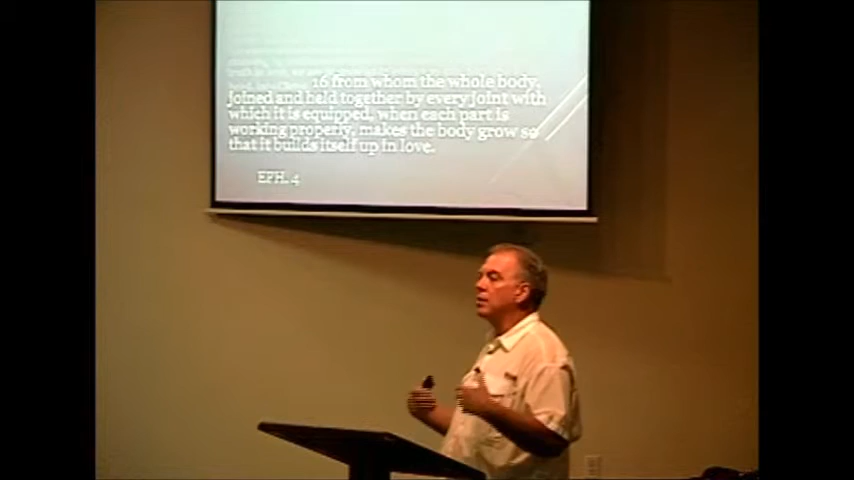 16 from whom the whole body,
joined and held together by every joint with
which it is equipped, when each part is
working properly, makes the body grow so
that it builds itself up in love.
EPH. 4